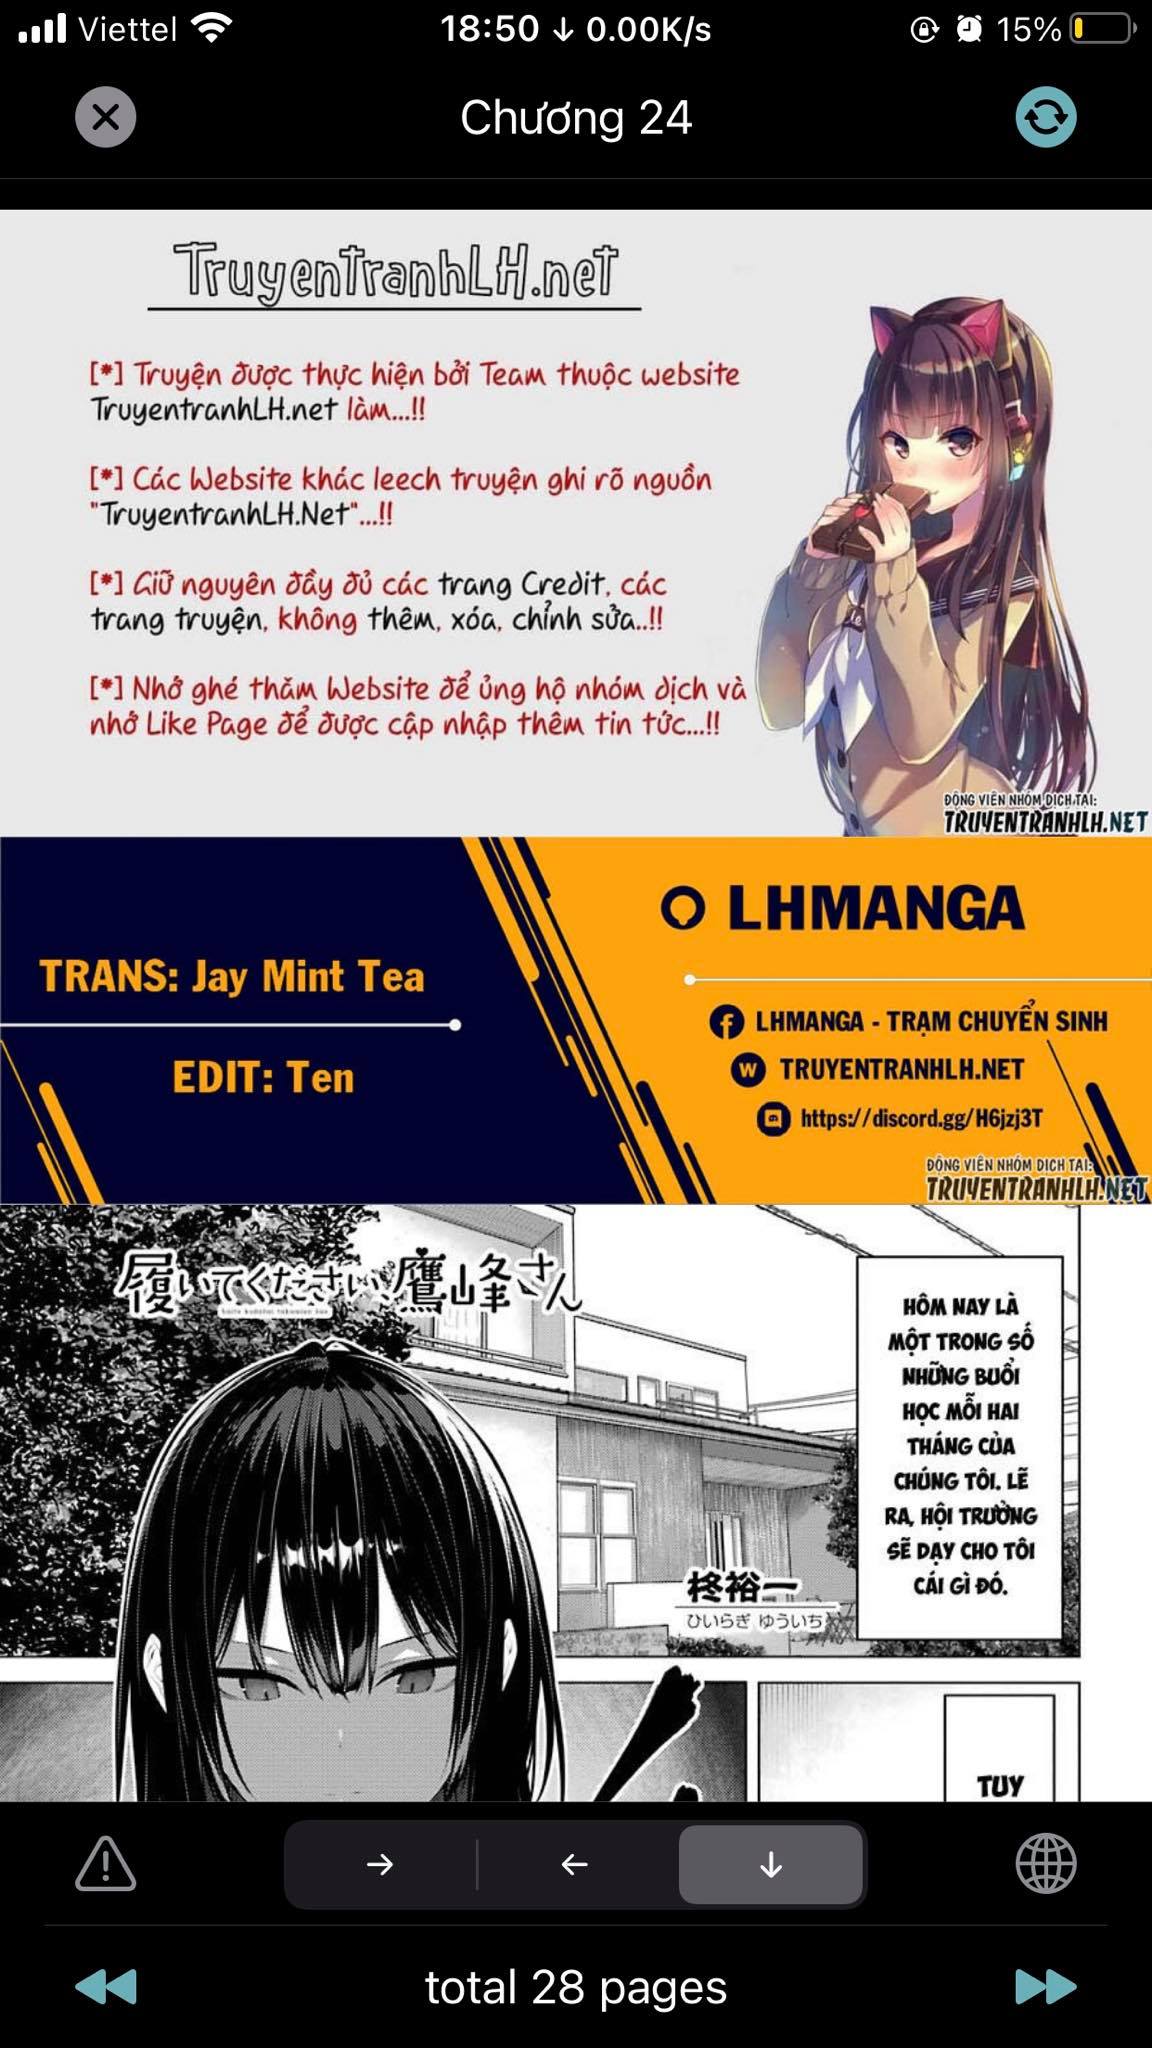 Viettel 18:50 ↓ 0.00K/s 15%
Chương 24
TruyenTranhLH.net
[*] Truyện được thực hiện bởi Team thuộc website
TruyentranhLH.net làm...!!
[*] Các Website khác leech truyện ghi rõ nguồn
"TruyentranhLH.Net"...!!
[*] Giữ nguyên đầy đủ các trang Credit, các
trang truyện, không thêm, xóa, chỉnh sửa..!!
[*] Nhớ ghé thăm Website để ủng hộ nhóm dịch và
nhớ Like Page để được cập nhập thêm tin tức...!!
ĐỘNG VIÊN NHÓM DỊCH TẠI:
TRUYENTRANHLH.NET
LHMANGA
TRANS: Jay Mint Tea
EDIT: Ten
LHMANGA - TRẠM CHUYỂN SINH
TRUYENTRANHLH.NET
https://discord.gg/H6jzj3T
ĐỘNG VIÊN NHÓM DỊCH TẠI:
TRUYENTRANHLH.NET
履いてください、鷹峰さん
HÔM NAY LÀ
MỘT TRONG SỐ
NHỮNG BUỔI
HỌC MỖI HAI
THÁNG CỦA
CHÚNG TÔI. LẼ
RA, HỘI TRƯỞNG
SẼ DẠY CHO TÔI
CÁI GÌ ĐÓ.
柊裕一
ひいらぎ ゆういち
TUY
total 28 pages